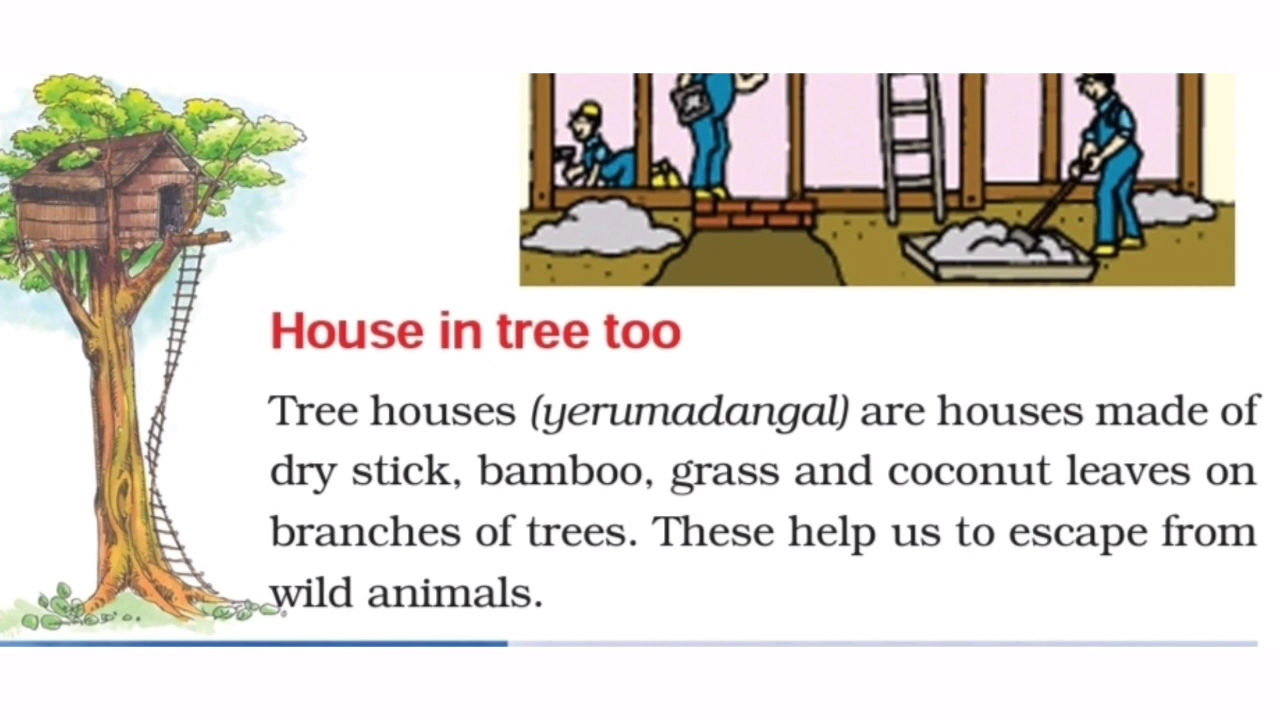 House in tree too
Tree houses (yerumadangal) are houses made of
dry stick, bamboo, grass and coconut leaves on
branches of trees. These help us to escape from
wild animals.